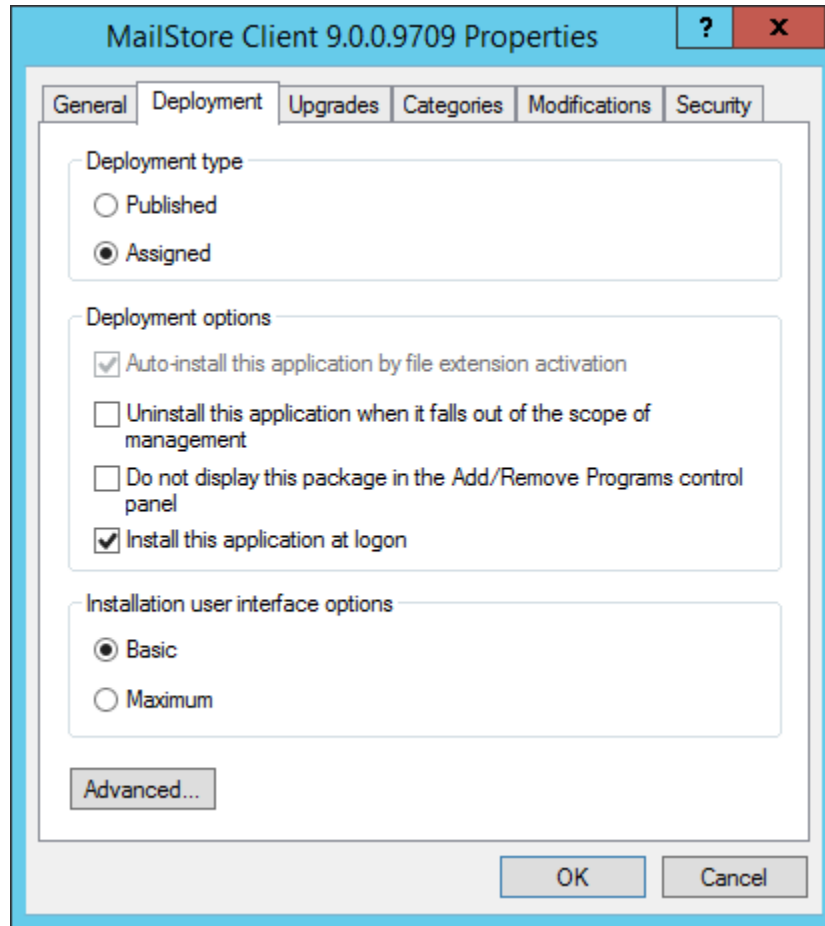 MailStore Client 9.0.0.9709 Properties
?
x
General Deployment Upgrades Categories Modifications Security
Deployment type
Published
Assigned
Deployment options
Auto-install this application by file extension activation
Uninstall this application when it falls out of the scope of
management
Do not display this package in the Add/Remove Programs control
panel
Install this application at logon
Installation user interface options
Basic
Maximum
Advanced...
OK Cancel